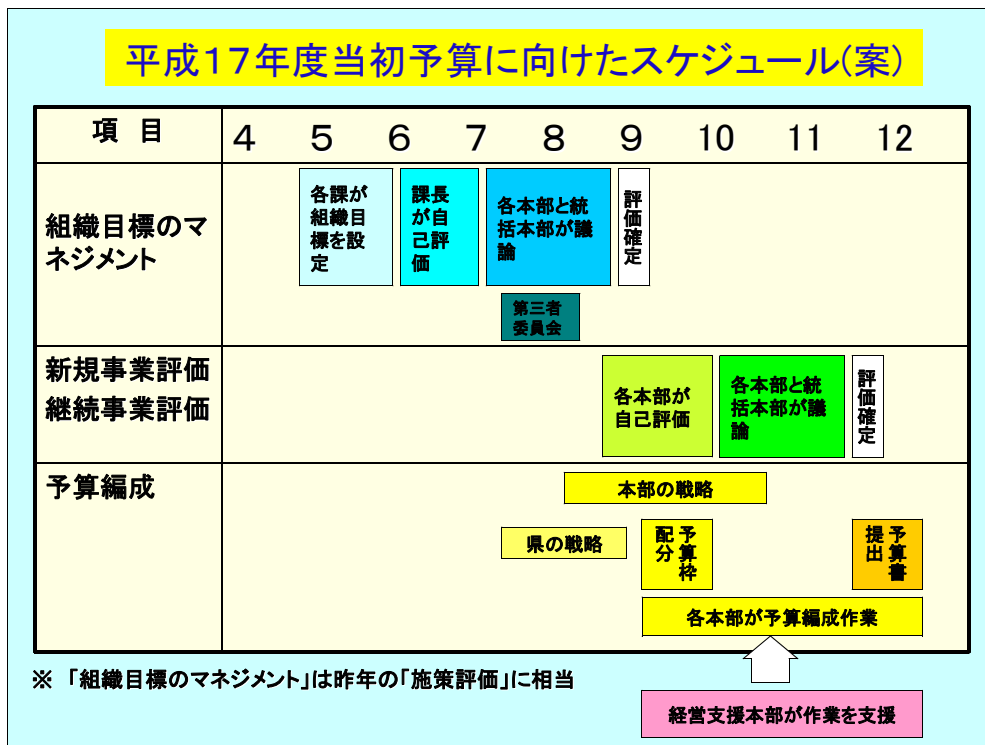 平成１７年度当初予算に向けたスケジュール(案)
項　目
４　５　６　７　８　９　10　11　12
組織目標のマ
ネジメント
各課が
組織目
標を設
定
課長
が自
己評
価
各本部と統
括本部が議
論
評価確定
第三者
委員会
新規事業評価
継続事業評価
各本部が
自己評価
各本部と統
括本部が議
論
評価確定
予算編成
本部の戦略
県の戦略
予算枠
配分
予算書
提出
各本部が予算編成作業
※　「組織目標のマネジメント」は昨年の「施策評価」に相当
経営支援本部が作業を支援